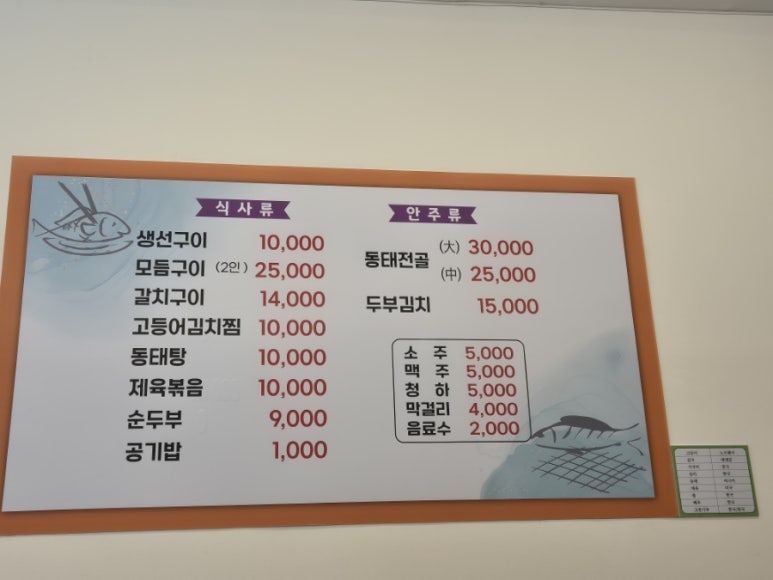 식사류
생선구이 10,000
모듬구이 (2인) 25,000
갈치구이 14,000
고등어김치찜 10,000
동태탕 10,000
제육볶음 10,000
순두부 9,000
공기밥 1,000
안주류
동태전골 (大) 30,000
(中) 25,000
두부김치 15,000
소 주 5,000
맥 주 5,000
청 하 5,000
막걸리 4,000
음료수 2,000